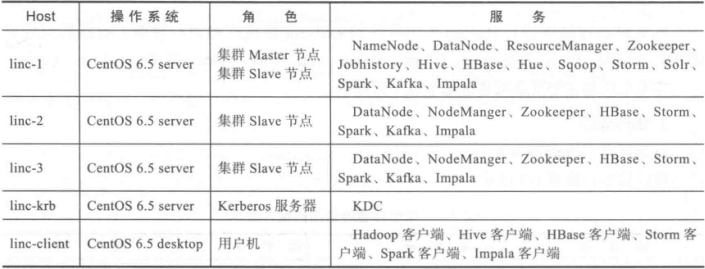 Host 操作系统 角 色 服 务
linc-1 CentOS 6.5 server 集群 Master 节点
集群 Slave 节点
NameNode、DataNode、ResourceManager、Zookeeper、
Jobhistory、Hive、HBase、Hue、Sqoop、Storm、Solr、
Spark、Kafka、Impala
linc-2 CentOS 6.5 server 集群 Slave 节点
DataNode、NodeManger、Zookeeper、HBase、Storm、
Spark、Kafka、Impala
linc-3 CentOS 6.5 server 集群 Slave 节点
DataNode、NodeManger、Zookeeper、HBase、Storm、
Spark、Kafka、Impala
linc-krb CentOS 6.5 server Kerberos 服务器 KDC
linc-client CentOS 6.5 desktop 用户机
Hadoop 客户端、Hive 客户端、HBase 客户端、Storm 客
户端、Spark 客户端、Impala 客户端